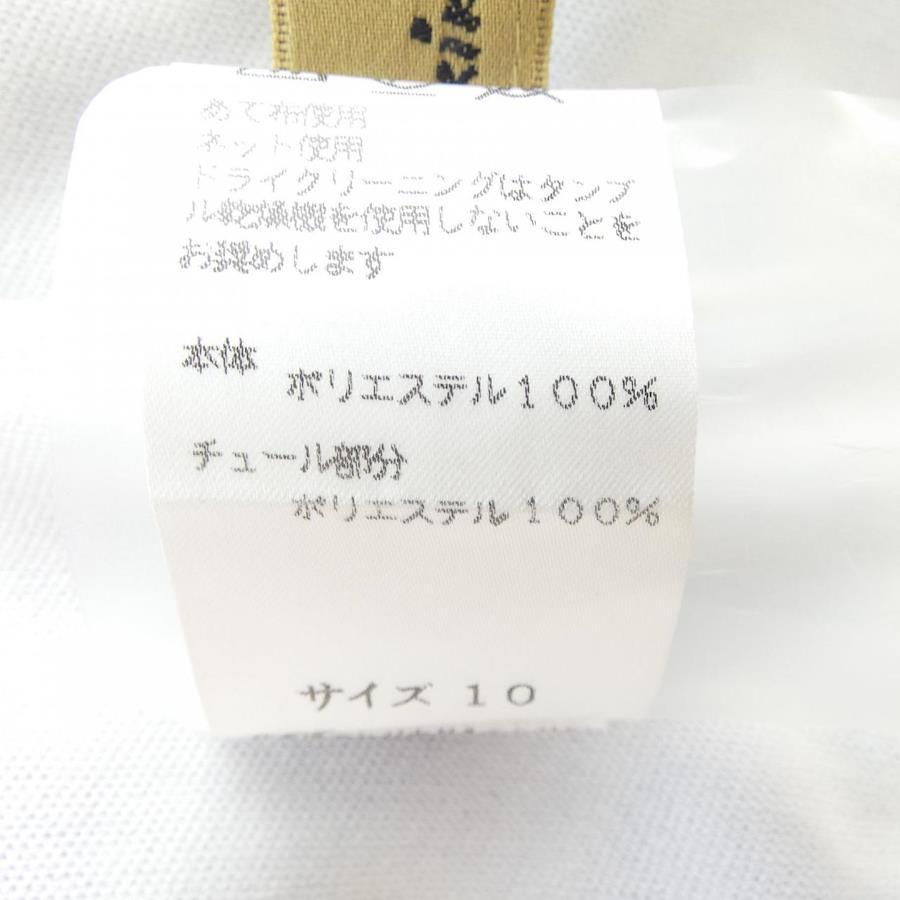 あて布使用
ネット使用
ドライクリーニングはタンブ
ル乾燥機を使用しないことを
お奨めします
本体
ポリエステル100%
チュール部分
ポリエステル100%
サイズ 10